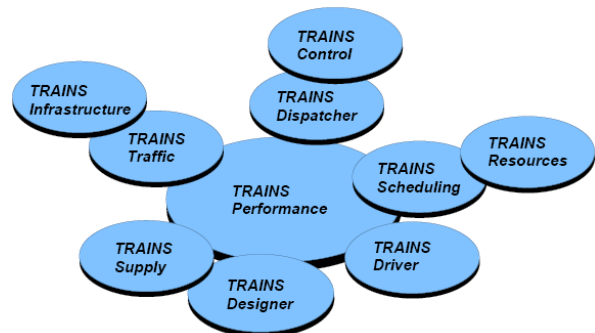 TRAINS
Control
TRAINS
Dispatcher
TRAINS
Infrastructure
TRAINS
Traffic
TRAINS
Resources
TRAINS
Scheduling
TRAINS
Performance
TRAINS
Supply
TRAINS
Driver
TRAINS
Designer